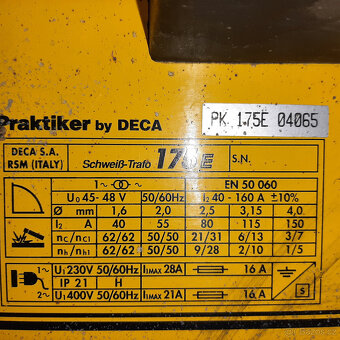 PK 175E 04065
Praktiker by DECA
DECA S.A.
RSM (ITALY)
Schweiß-Trafo 175E S.N.
1~ EN 50 060
U0 45- 48 V 50/60Hz I2 40 - 160 A ±10%
Ø mm 1,6 2,0 2,5 3,15 4,0
I2 A 40 55 80 115 150
nc/nc1 62/62 50/50 21/31 6/13 3/7
nh/nh1 62/62 50/50 9/28 2/10 1/5
1~ U1 230V 50/60Hz I1MAX 28A 16 A
IP 21 H
2~ U1 400V 50/60Hz I1MAX 21A 16 A S